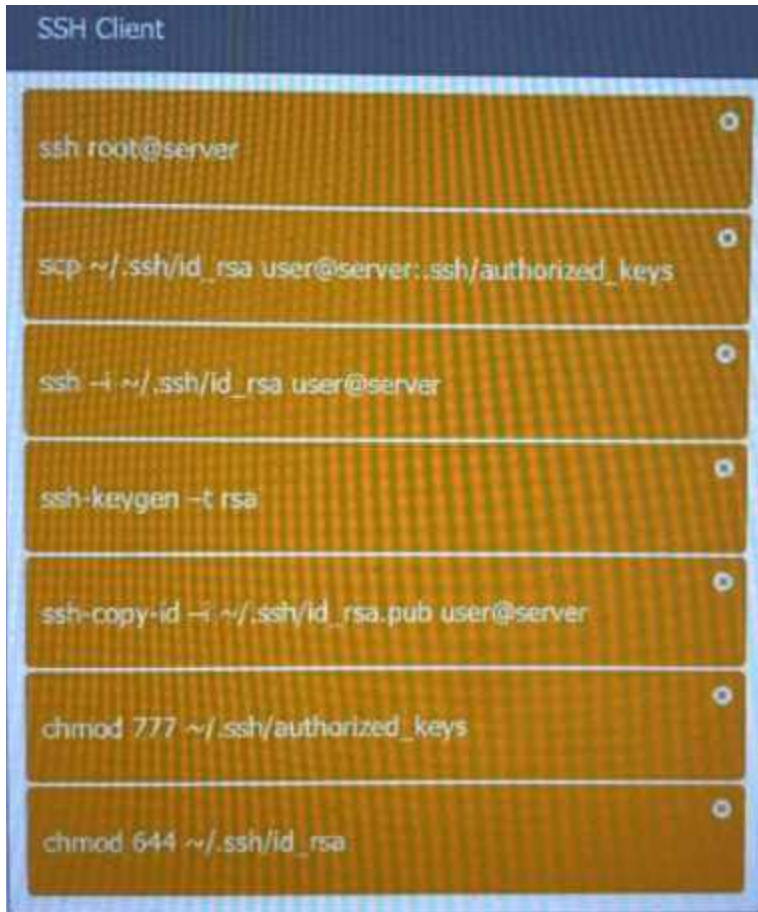 SSH Client
ssh root@server
scp ~/.ssh/id_rsa user@server:.ssh/authorized_keys
ssh –i ~/.ssh/id_rsa user@server
ssh-keygen –t rsa
ssh-copy-id –i ~/.ssh/id_rsa.pub user@server
chmod 777 ~/.ssh/authorized_keys
chmod 644 ~/.ssh/id_rsa